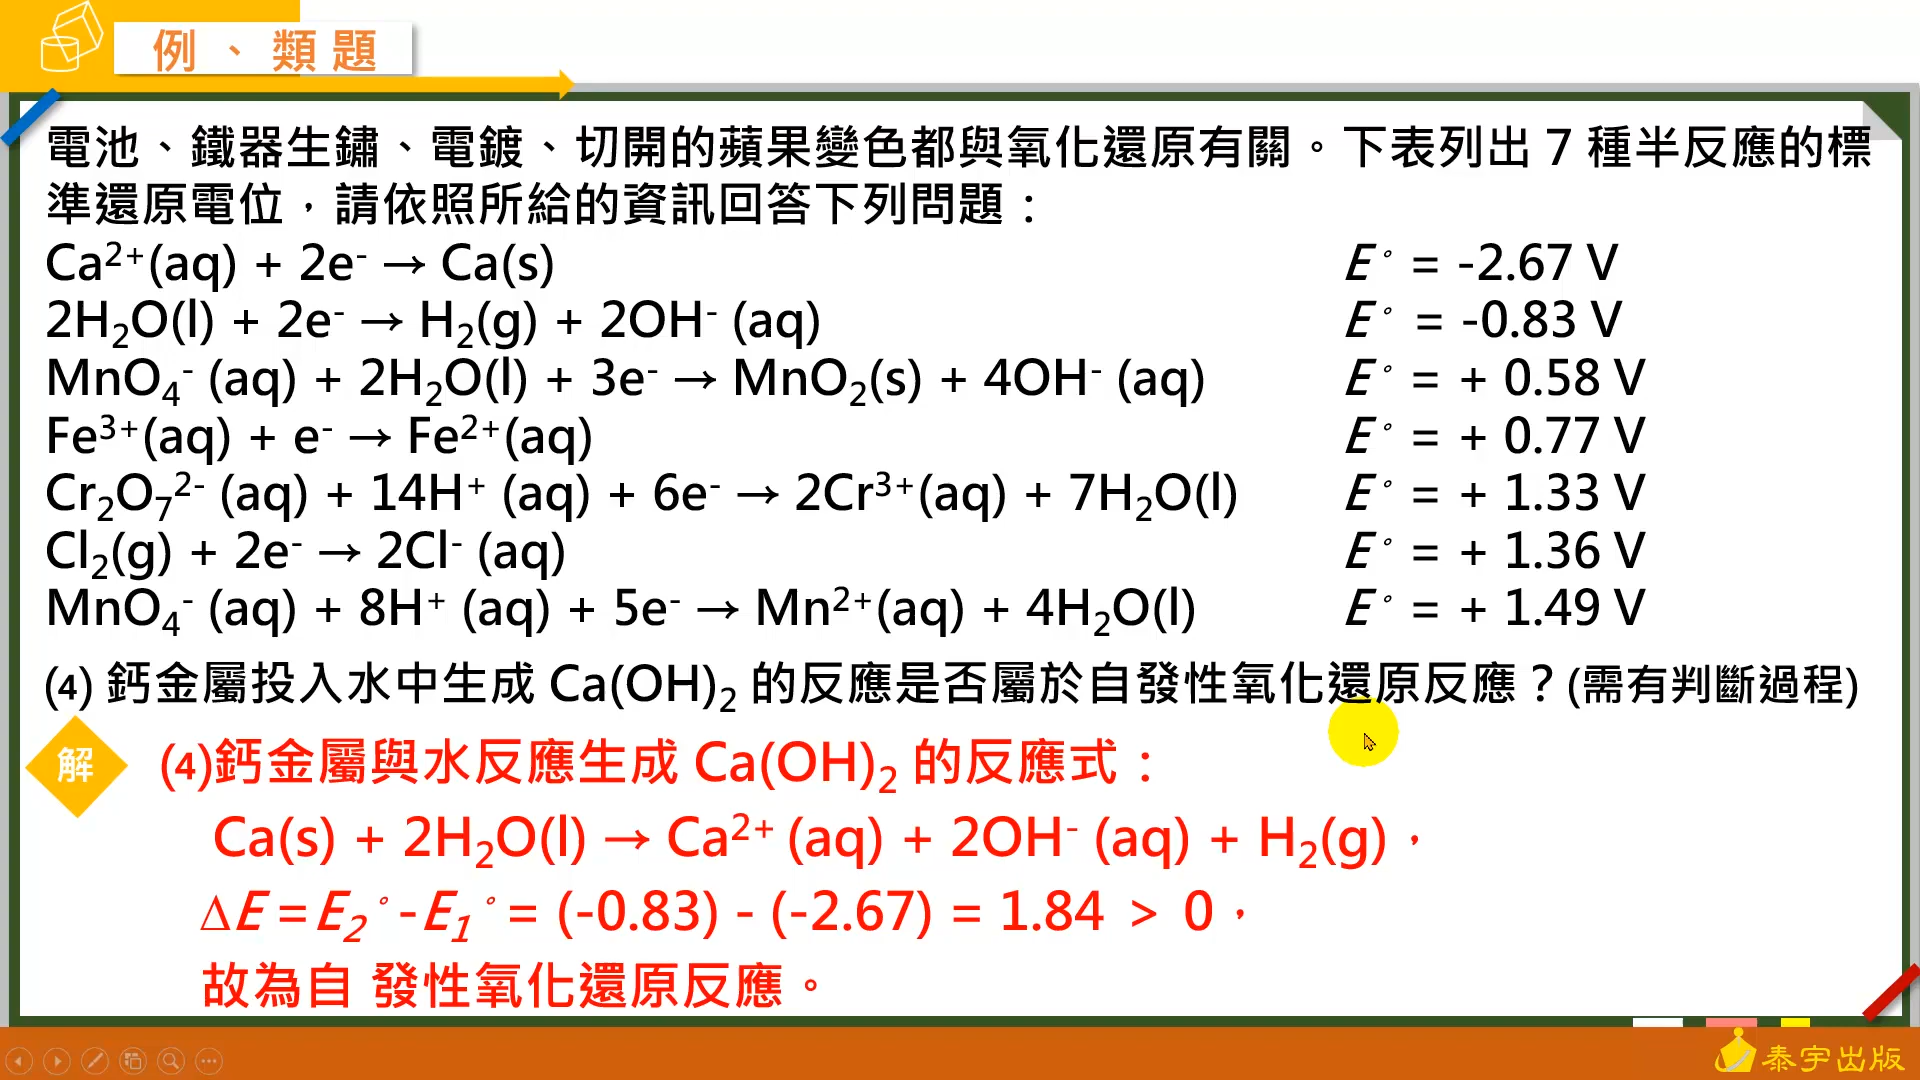 例、類題
電池、鐵器生鏽、電鍍、切開的蘋果變色都與氧化還原有關。下表列出 7 種半反應的標
準還原電位，請依照所給的資訊回答下列問題：
Ca²⁺(aq) + 2e⁻ → Ca(s) E° = -2.67 V
2H₂O(l) + 2e⁻ → H₂(g) + 2OH⁻ (aq) E° = -0.83 V
MnO₄⁻ (aq) + 2H₂O(l) + 3e⁻ → MnO₂(s) + 4OH⁻ (aq) E° = + 0.58 V
Fe³⁺(aq) + e⁻ → Fe²⁺(aq) E° = + 0.77 V
Cr₂O₇²⁻ (aq) + 14H⁺ (aq) + 6e⁻ → 2Cr³⁺(aq) + 7H₂O(l) E° = + 1.33 V
Cl₂(g) + 2e⁻ → 2Cl⁻ (aq) E° = + 1.36 V
MnO₄⁻ (aq) + 8H⁺ (aq) + 5e⁻ → Mn²⁺(aq) + 4H₂O(l) E° = + 1.49 V
(4) 鈣金屬投入水中生成 Ca(OH)₂ 的反應是否屬於自發性氧化還原反應？(需有判斷過程)
解
(4)鈣金屬與水反應生成 Ca(OH)₂ 的反應式：
Ca(s) + 2H₂O(l) → Ca²⁺ (aq) + 2OH⁻ (aq) + H₂(g)，
ΔE = E₂° - E₁° = (-0.83) - (-2.67) = 1.84 > 0，
故為自 發性氧化還原反應。
泰宇出版